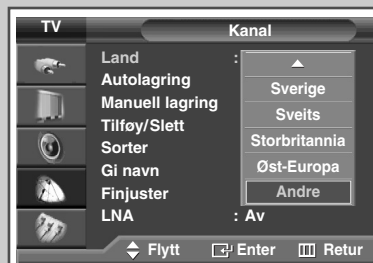 TV
Kanal
Land :
Autolagring
Manuell lagring
Tilføy/Slett
Sorter
Gi navn
Finjuster
LNA : Av
Sverige
Sveits
Storbritannia
Øst-Europa
Andre
Flytt Enter Retur